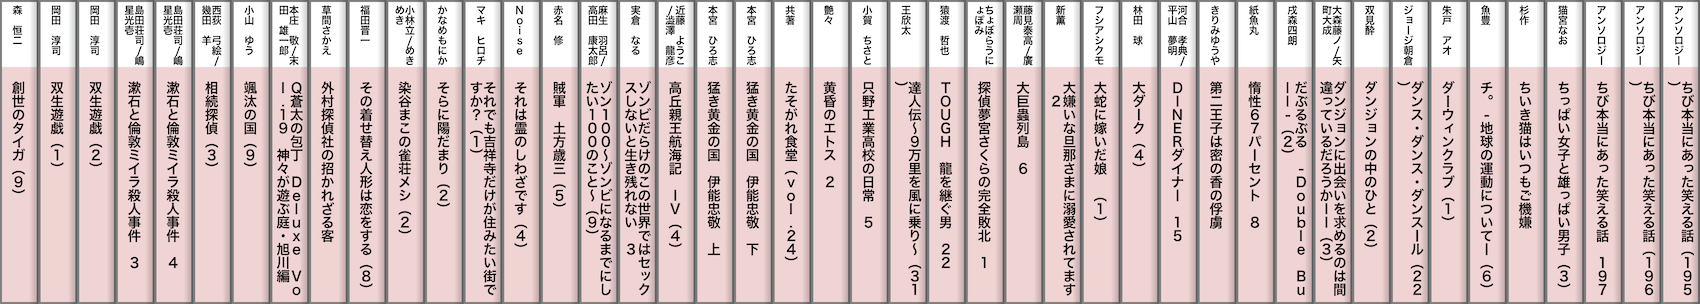 アンソロジー
ちび本当にあった笑える話（195
）
アンソロジー
ちび本当にあった笑える話（196
）
アンソロジー
ちび本当にあった笑える話　197
猫宮なお
ちっぱい女子と雄っぱい男子（3）
杉作
ちいき猫はいつもご機嫌
魚豊
チ。-地球の運動についてー（6）
朱戸　アオ
ダーウィンクラブ（1）
ジョージ朝倉
ダンス・ダンス・ダンスール（22
）
双見酔
ダンジョンの中のひと（2）
大森藤ノ/矢
町大成
ダンジョンに出会いを求めるのは間
違っているだろうかーー（3）
戌森四朗
だぶるぶる　-Double　Bu
ll-（2）
紙魚丸
惰性67パーセント　8
きりみゆうや
第二王子は密の香の俘虜
河合　孝典/
平山　夢明
DINERダイナー　15
林田　球
大ダーク（4）
フシアシクモ
大蛇に嫁いだ娘　（1）
新薫
大嫌いな旦那さまに溺愛されてます
2
藤見泰高/廣
瀬周
大巨蟲列島　6
ちょぼらうに
ょぽみ
探偵夢宮さくらの完全敗北　1
猿渡　哲也
TOUGH　龍を継ぐ男　22
王欣太
達人伝～9万里を風に乗り～（31
）
小賀　ちさと
只野工業高校の日常　5
艶々
黄昏のエトス　2
共著
たそがれ食堂（vol.24）
本宮　ひろ志
猛き黄金の国　伊能忠敬　下
本宮　ひろ志
猛き黄金の国　伊能忠敬　上
近藤　ようこ
/澁澤　龍彦
高丘親王航海記　IV（4）
実倉　なる
ゾンビだらけのこの世界ではセック
スしないと生き残れない　3
麻生　羽呂/
高田　康太郎
ゾン100～ゾンビになるまでにし
たい100のこと～（9）
赤名　修
賊軍　土方歳三（5）
Noise
それは霊のしわざです（4）
マキ　ヒロチ
それでも吉祥寺だけが住みたい街で
すか？（1）
かなめもにか
そらに陽だまり（2）
小林立/めき
めき
染谷まこの雀荘メシ（2）
福田晋一
その着せ替え人形は恋をする（8）
草間さかえ
外村探偵社の招かれざる客
本庄　敬/末
田　雄一郎
蒼太の包丁　Deluxe　Vo
l.19　神々が遊ぶ庭・旭川編
小山　ゆう
颯汰の国（9）
西荻　弓絵/
幾田　羊
相続探偵（3）
島田荘司/嶋
星光壱
漱石と倫敦ミイラ殺人事件　4
島田荘司/嶋
星光壱
漱石と倫敦ミイラ殺人事件　3
岡田　淳司
双生遊戯（2）
岡田　淳司
双生遊戯（1）
森　恒二
創世のタイガ（9）